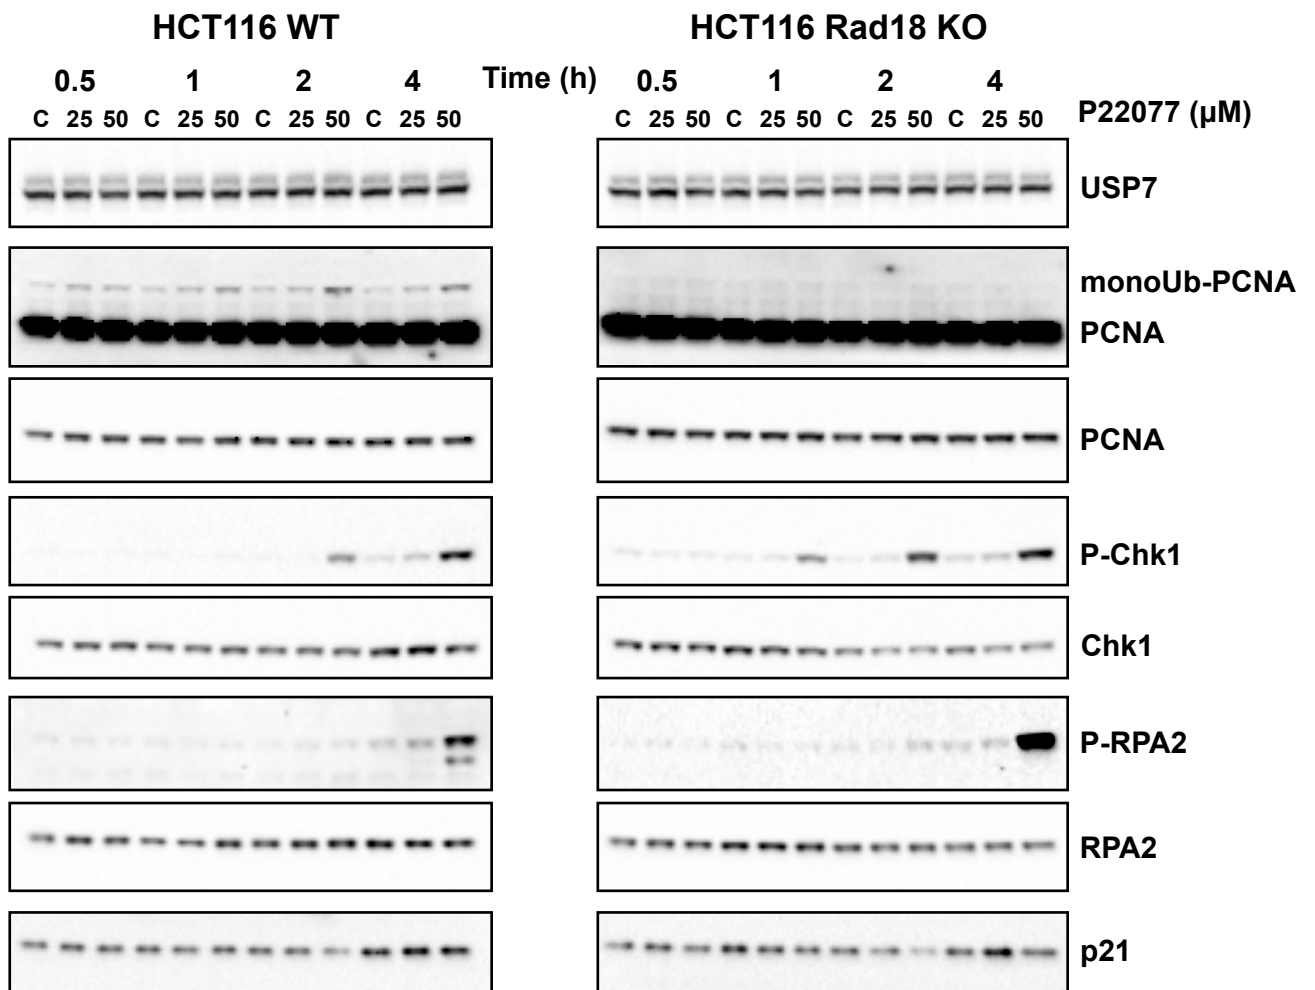 HCT116 WT HCT116 Rad18 KO
0.5 1 2 4 Time (h) 0.5 1 2 4
C 25 50 C 25 50 C 25 50 C 25 50 C 25 50 C 25 50 C 25 50 C 25 50 P22077 (µM)
USP7
monoUb-PCNA
PCNA
PCNA
P-Chk1
Chk1
P-RPA2
RPA2
p21